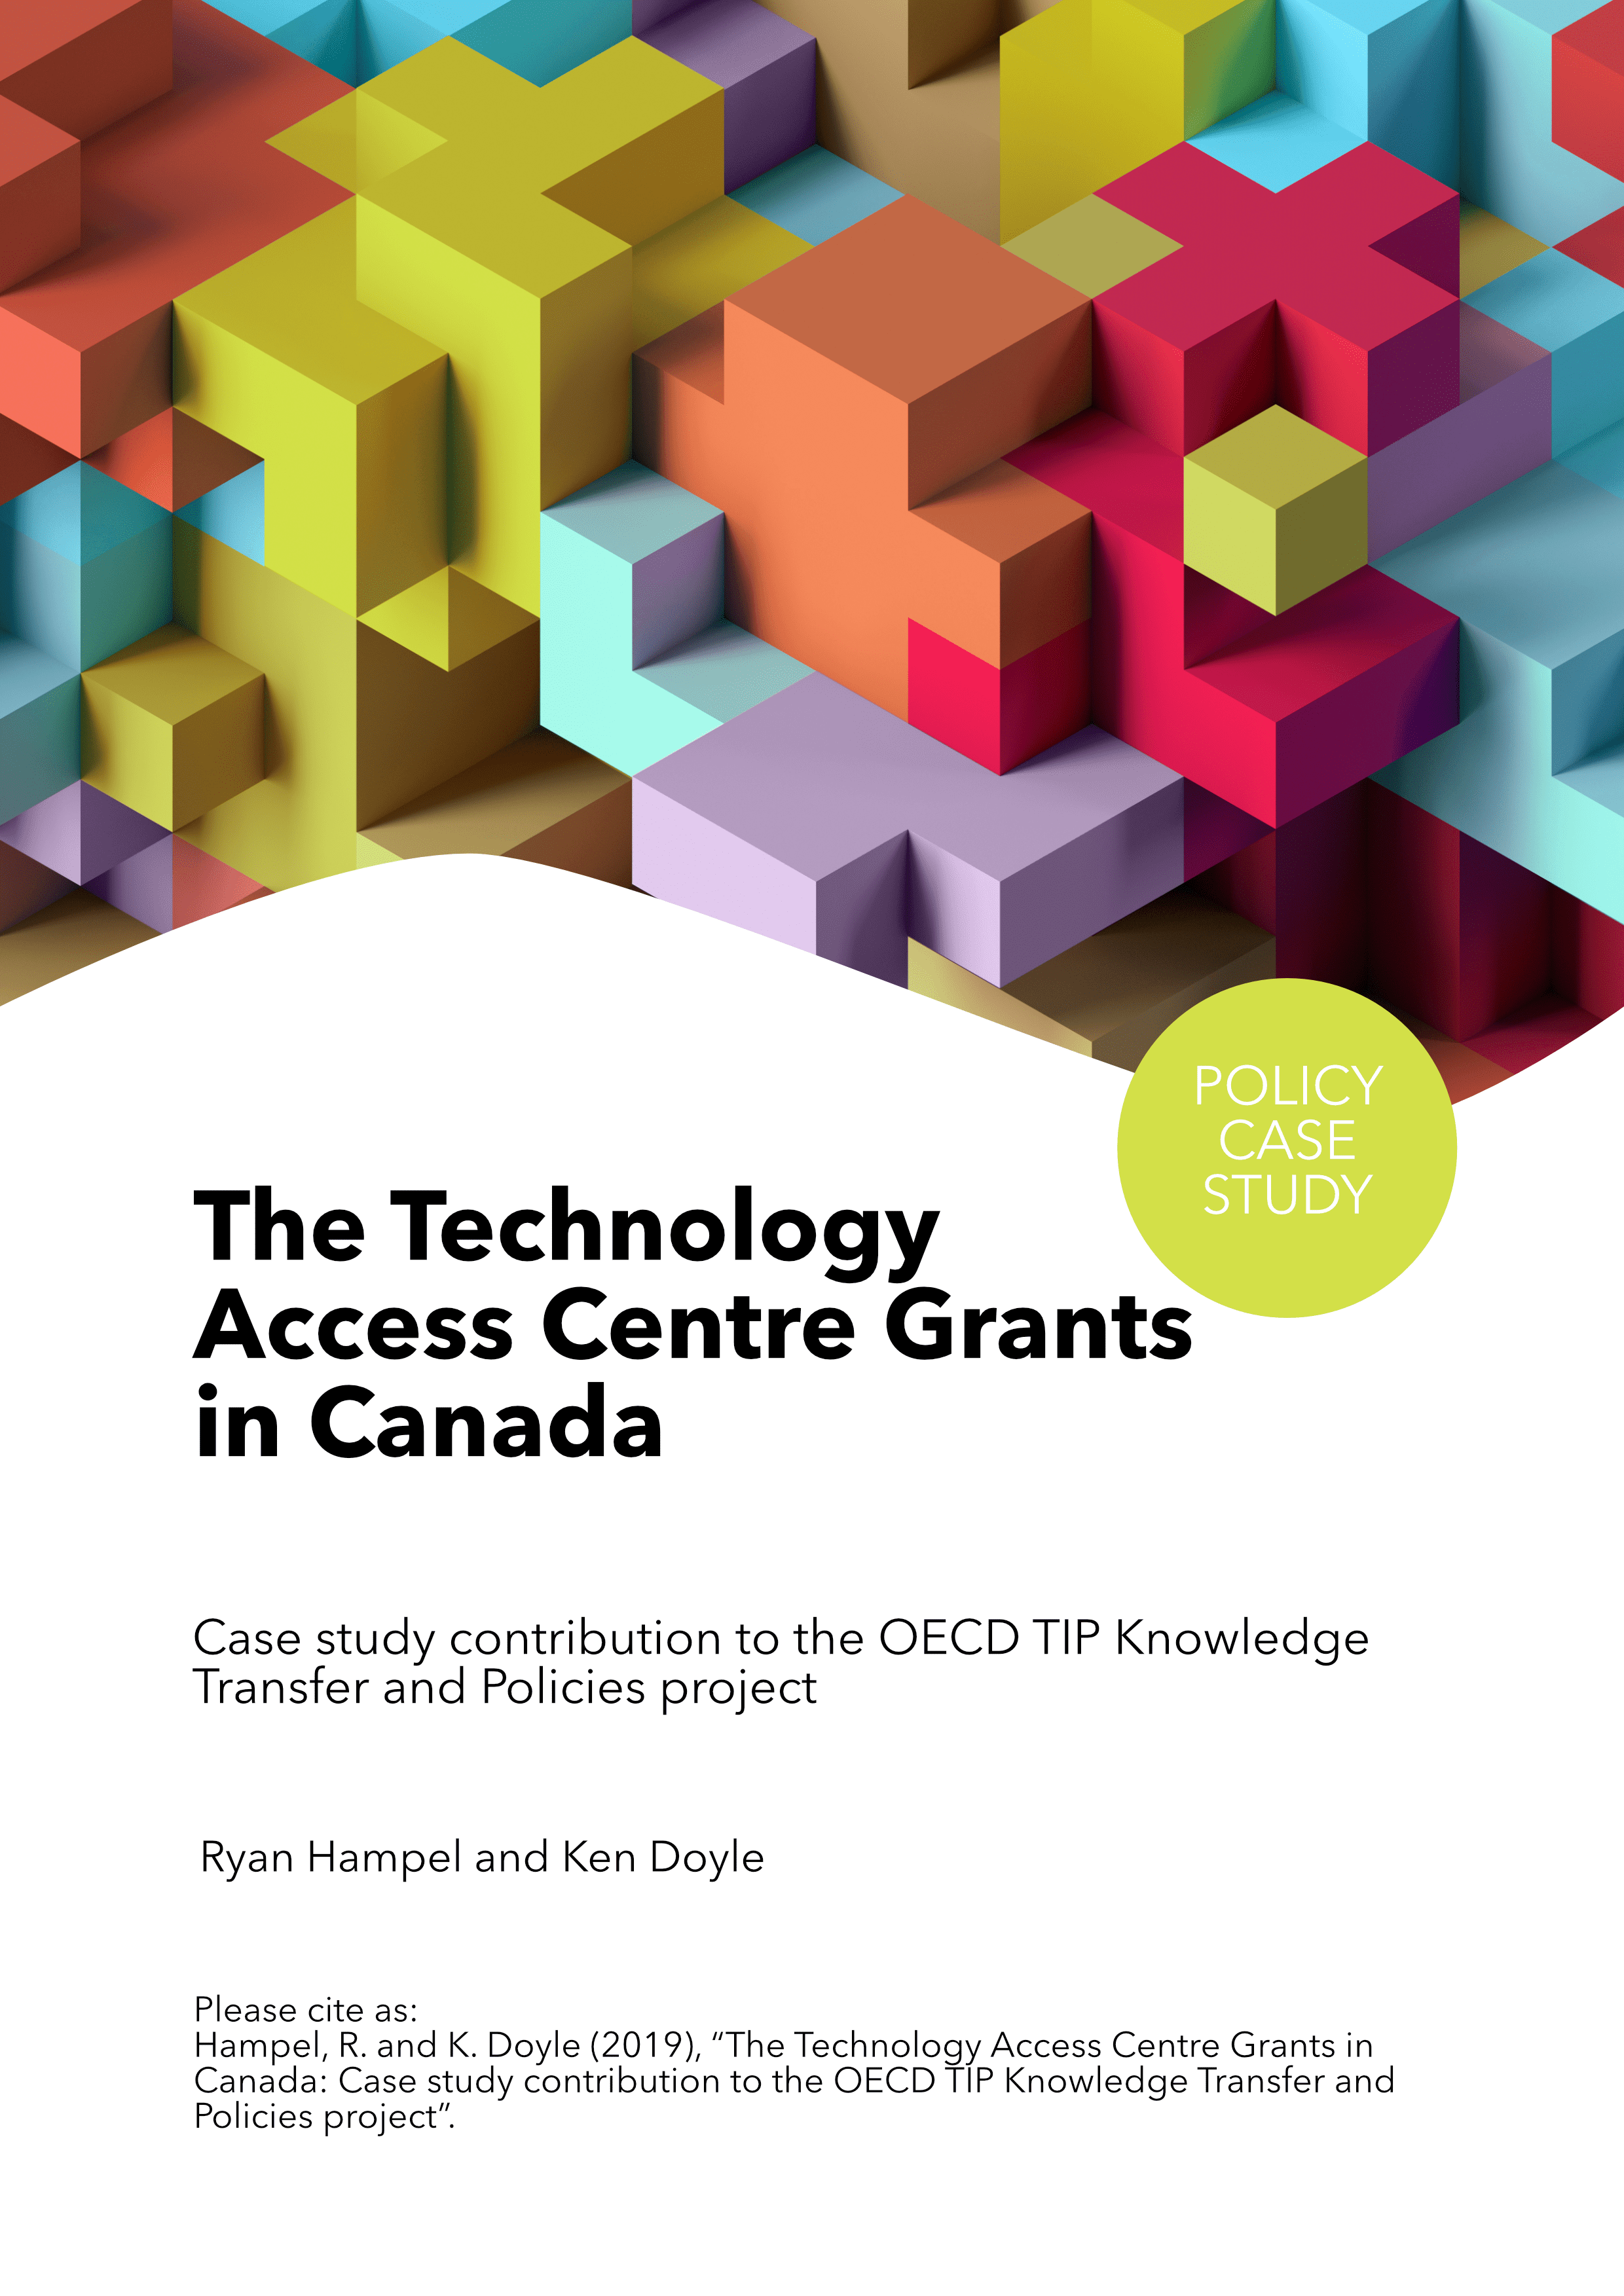 POLICY
CASE
STUDY
The Technology
Access Centre Grants
in Canada
Case study contribution to the OECD TIP Knowledge
Transfer and Policies project
Ryan Hampel and Ken Doyle
Please cite as:
Hampel, R. and K. Doyle (2019), “The Technology Access Centre Grants in
Canada: Case study contribution to the OECD TIP Knowledge Transfer and
Policies project”.